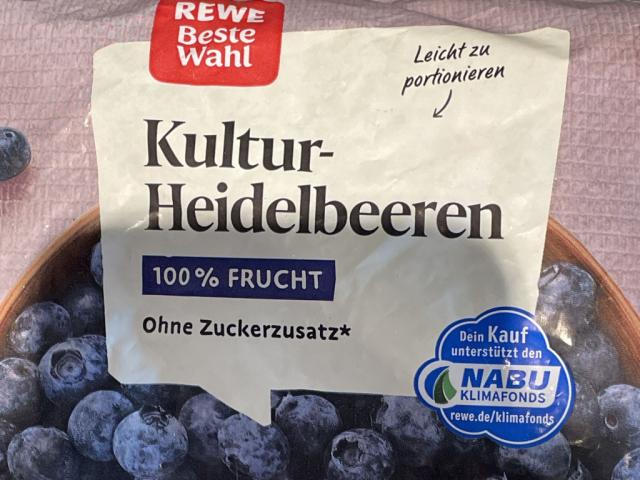 REWE
Beste
Wahl
Leicht zu
portionieren
Kultur-
Heidelbeeren
100% FRUCHT
Ohne Zuckerzusatz*
Dein Kauf
unterstützt den
NABU
KLIMAFONDS
rewe.de/klimafonds